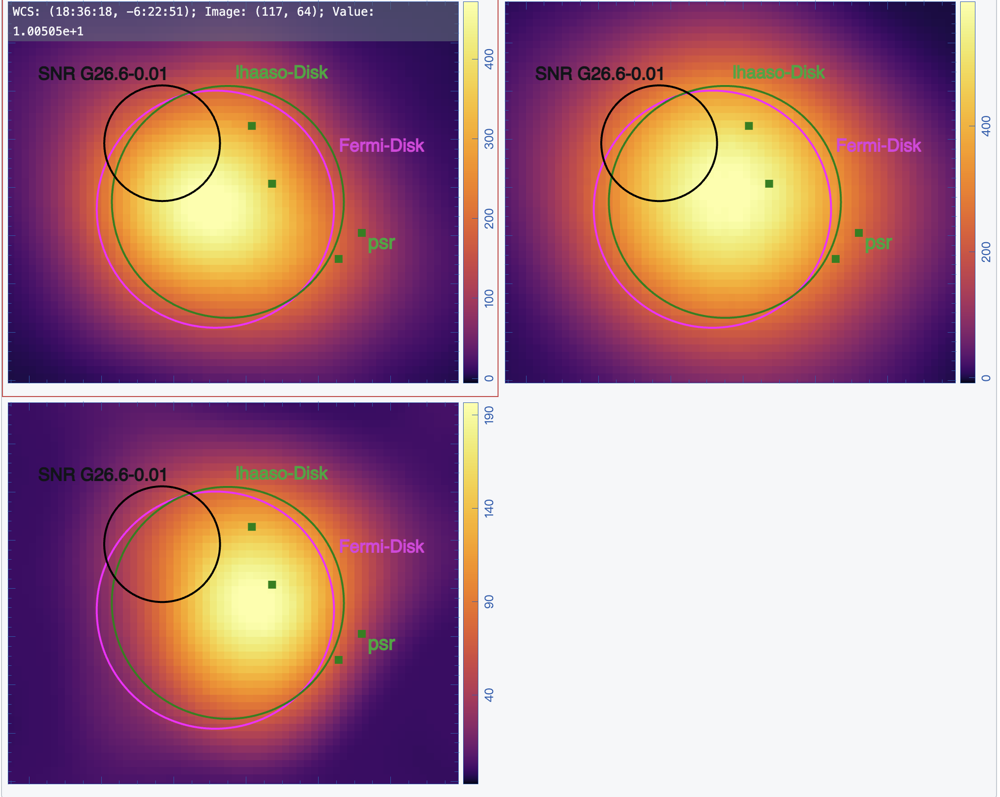 WCS: (18:36:18, −6:22:51); Image: (117, 64); Value:
1.00505e+1
SNR G26.6-0.01
lhaaso-Disk
Fermi-Disk
psr
400
300
200
100
0
SNR G26.6-0.01
lhaaso-Disk
Fermi-Disk
psr
400
200
0
SNR G26.6-0.01
lhaaso-Disk
Fermi-Disk
psr
190
140
90
40